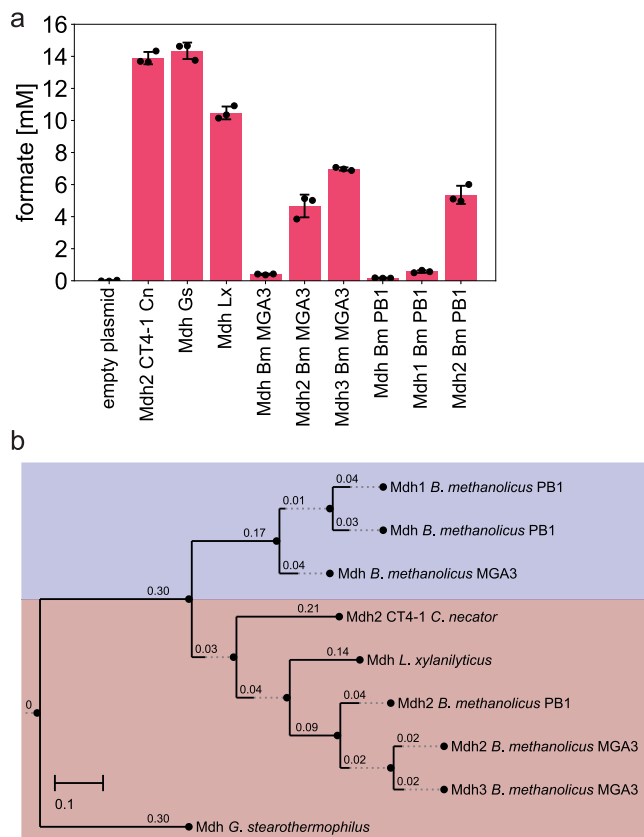 a
formate [mM]
16
14
12
10
8
6
4
2
0
empty plasmid
Mdh2 CT4-1 Cn
Mdh Gs
Mdh Lx
Mdh Bm MGA3
Mdh2 Bm MGA3
Mdh3 Bm MGA3
Mdh Bm PB1
Mdh1 Bm PB1
Mdh2 Bm PB1
b
0.04
Mdh1 B. methanolicus PB1
0.01
0.03
Mdh B. methanolicus PB1
0.17
0.04
Mdh B. methanolicus MGA3
0.30
0.21
Mdh2 CT4-1 C. necator
0.03
0.14
Mdh L. xylanilyticus
0.04
0.04
Mdh2 B. methanolicus PB1
0
0.09
0.02
Mdh2 B. methanolicus MGA3
0.02
0.02
Mdh3 B. methanolicus MGA3
0.1
0.30
Mdh G. stearothermophilus